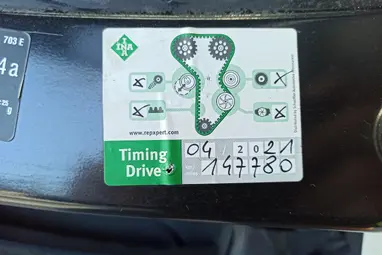 703 E
4a
INA
www.repxpert.com
Timing
Drive
04 / 2021
147780